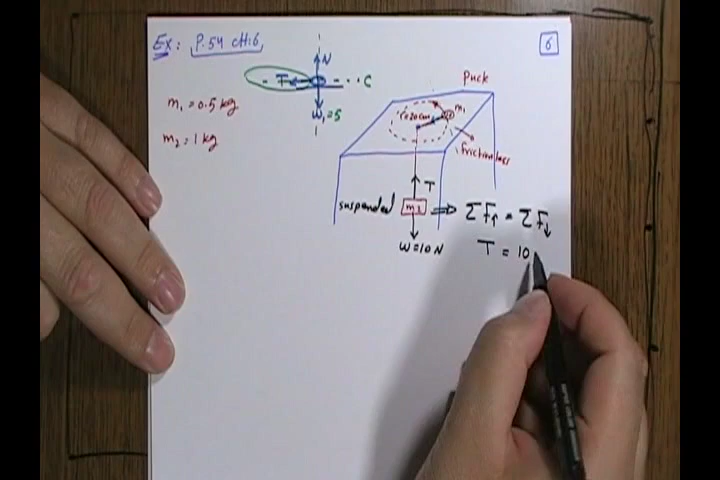 Ex: P.54 CH:6
6
N
T C
W₁=5
m₁ = 0.5 kg
m₂ = 1 kg
Puck
r=20cm m₁
frictionless
T
suspended m₂ ⇒ ΣF↑ = ΣF↓
W=10N T = 10